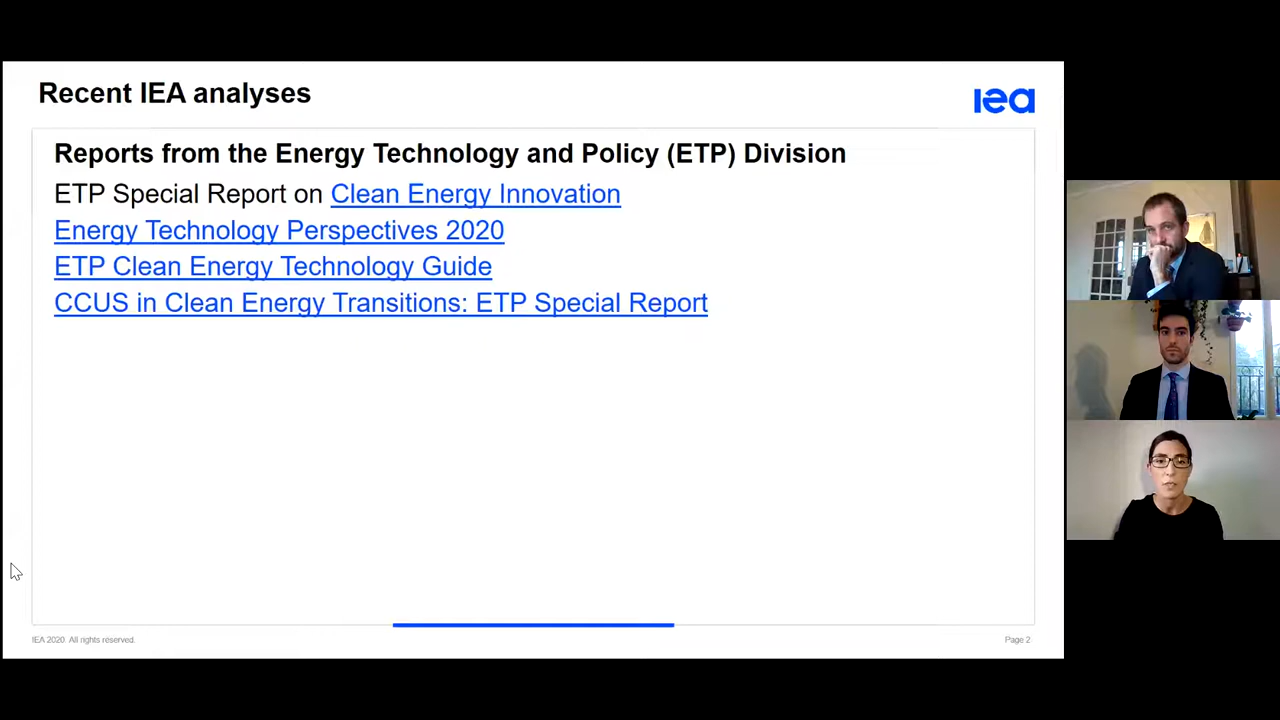 Recent IEA analyses
iea
Reports from the Energy Technology and Policy (ETP) Division
ETP Special Report on Clean Energy Innovation
Energy Technology Perspectives 2020
ETP Clean Energy Technology Guide
CCUS in Clean Energy Transitions: ETP Special Report
IEA 2020. All rights reserved.
Page 2